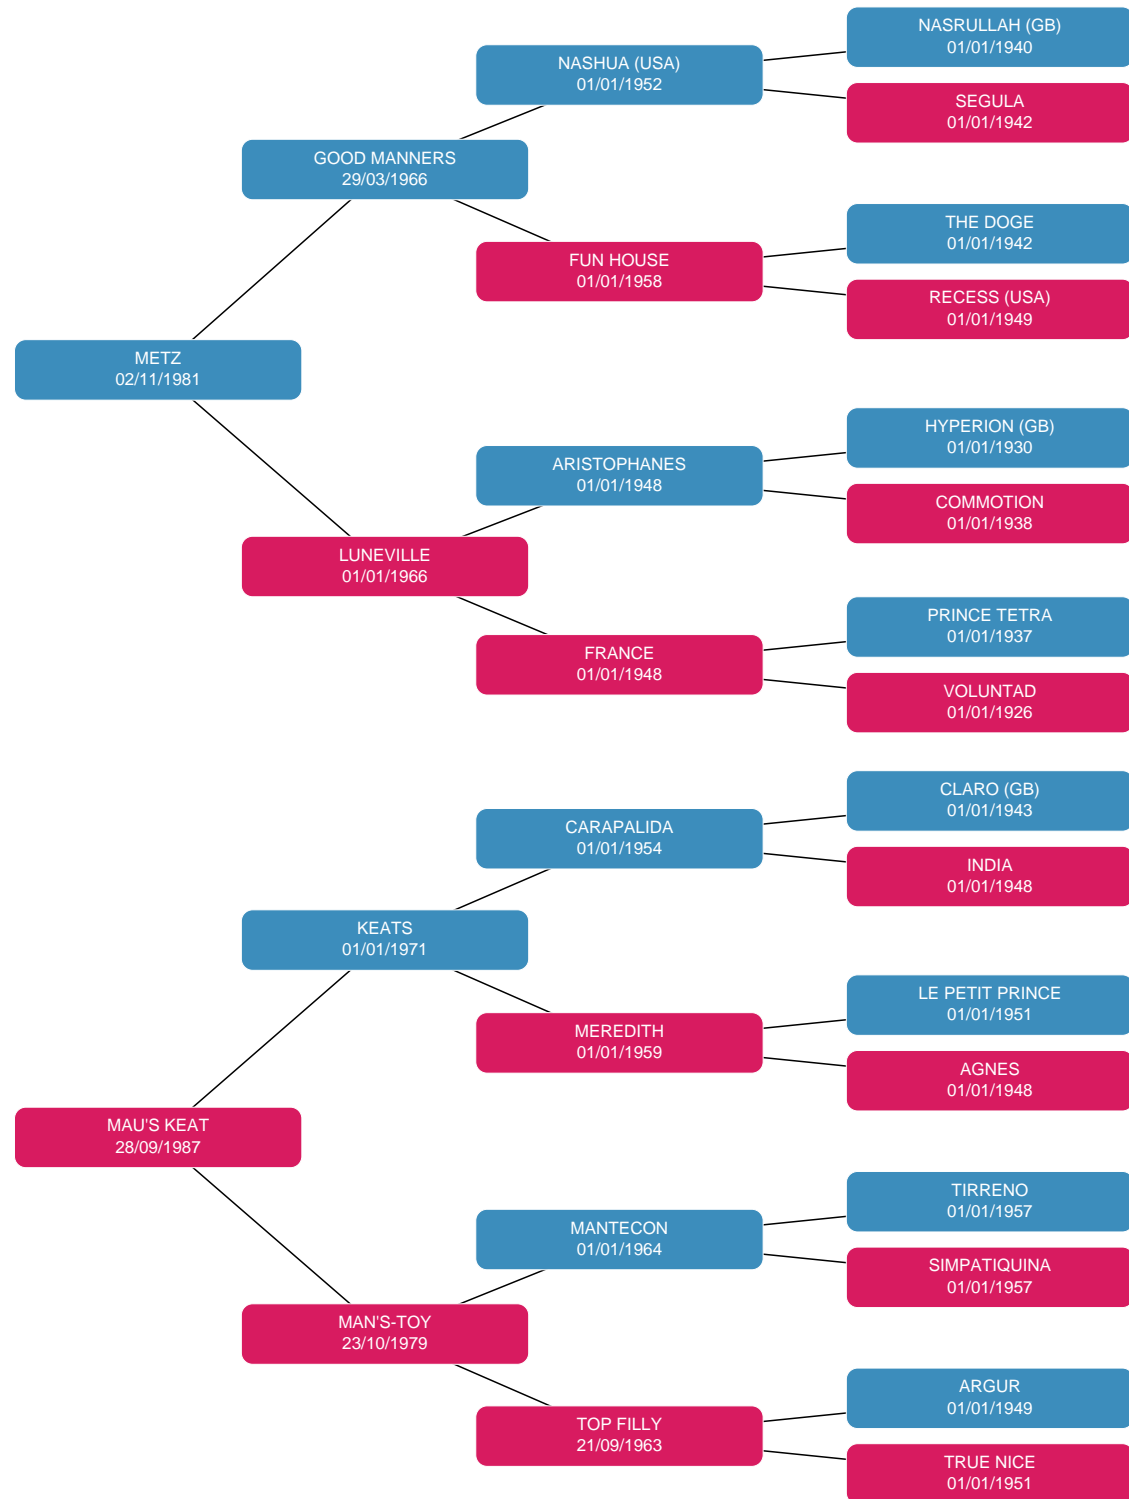 NASRULLAH (GB)
01/01/1940
NASHUA (USA)
01/01/1952
SEGULA
01/01/1942
GOOD MANNERS
29/03/1966
THE DOGE
01/01/1942
FUN HOUSE
01/01/1958
RECESS (USA)
01/01/1949
METZ
02/11/1981
HYPERION (GB)
01/01/1930
ARISTOPHANES
01/01/1948
COMMOTION
01/01/1938
LUNEVILLE
01/01/1966
PRINCE TETRA
01/01/1937
FRANCE
01/01/1948
VOLUNTAD
01/01/1926
CLARO (GB)
01/01/1943
CARAPALIDA
01/01/1954
INDIA
01/01/1948
KEATS
01/01/1971
LE PETIT PRINCE
01/01/1951
MEREDITH
01/01/1959
AGNES
01/01/1948
MAU'S KEAT
28/09/1987
TIRRENO
01/01/1957
MANTECON
01/01/1964
SIMPATIQUINA
01/01/1957
MAN'S-TOY
23/10/1979
ARGUR
01/01/1949
TOP FILLY
21/09/1963
TRUE NICE
01/01/1951